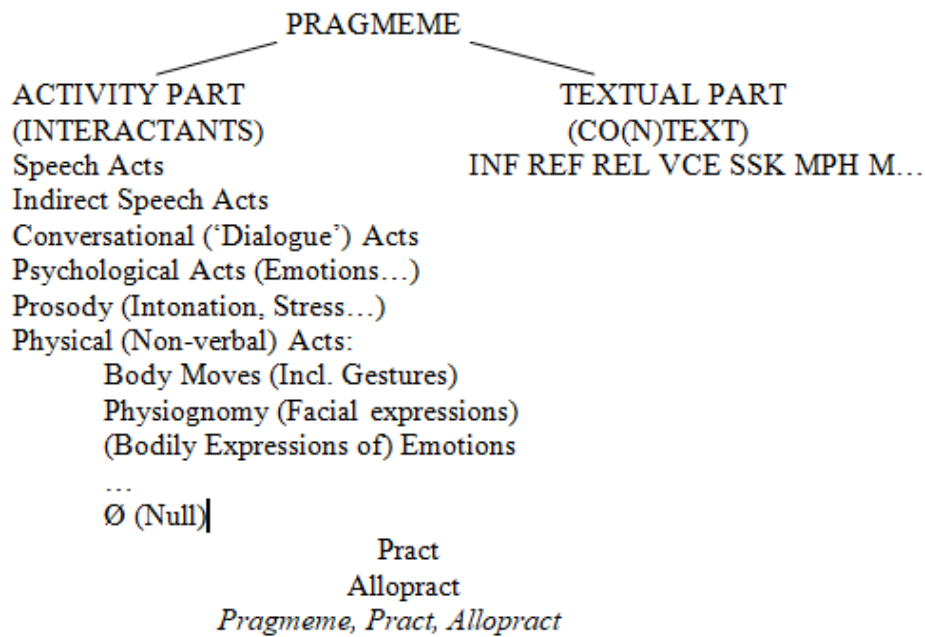 PRAGMEME
ACTIVITY PART TEXTUAL PART
(INTERACTANTS) (CO(N)TEXT)
Speech Acts INF REF REL VCE SSK MPH M…
Indirect Speech Acts
Conversational (‘Dialogue’) Acts
Psychological Acts (Emotions…)
Prosody (Intonation, Stress…)
Physical (Non-verbal) Acts:
Body Moves (Incl. Gestures)
Physiognomy (Facial expressions)
(Bodily Expressions of) Emotions
…
Ø (Null)
Pract
Allopract
Pragmeme, Pract, Allopract